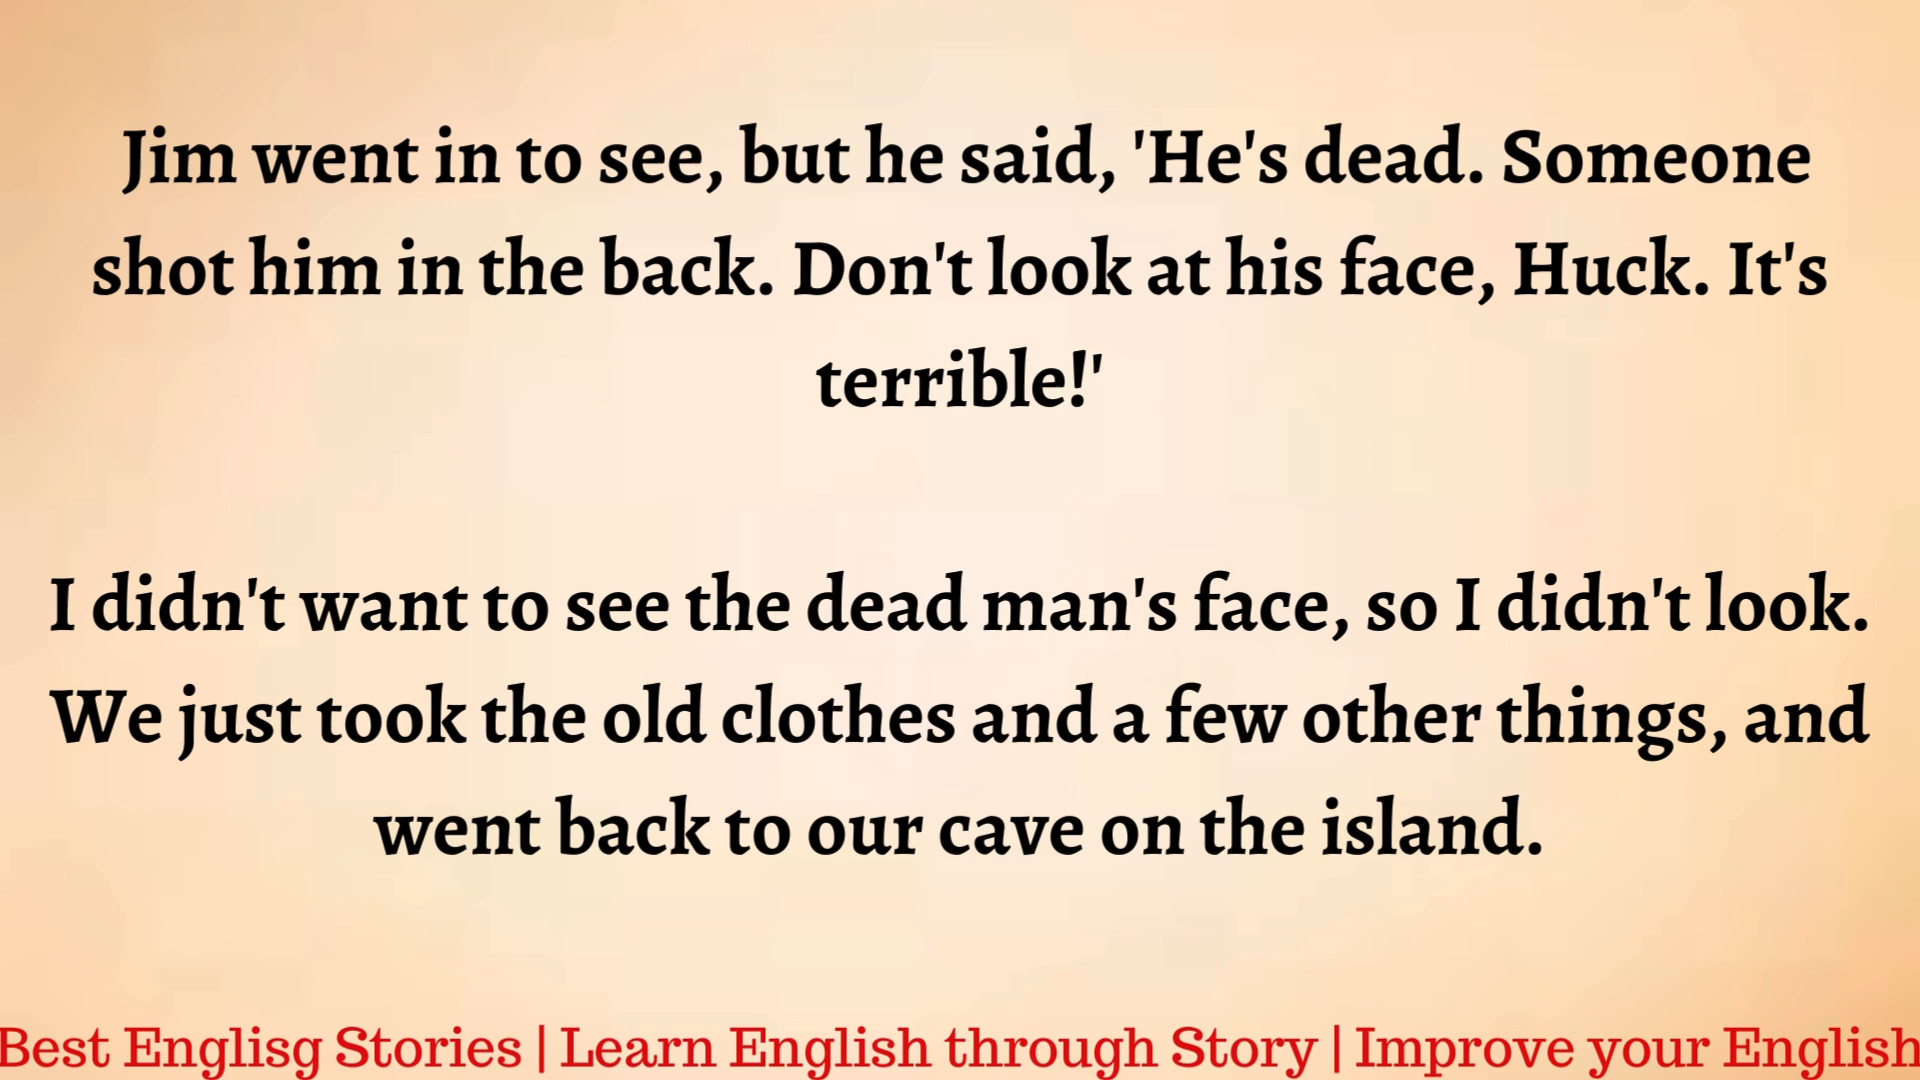 Jim went in to see, but he said, 'He's dead. Someone
shot him in the back. Don't look at his face, Huck. It's
terrible!'
I didn't want to see the dead man's face, so I didn't look.
We just took the old clothes and a few other things, and
went back to our cave on the island.
Best Englisg Stories | Learn English through Story | Improve your English